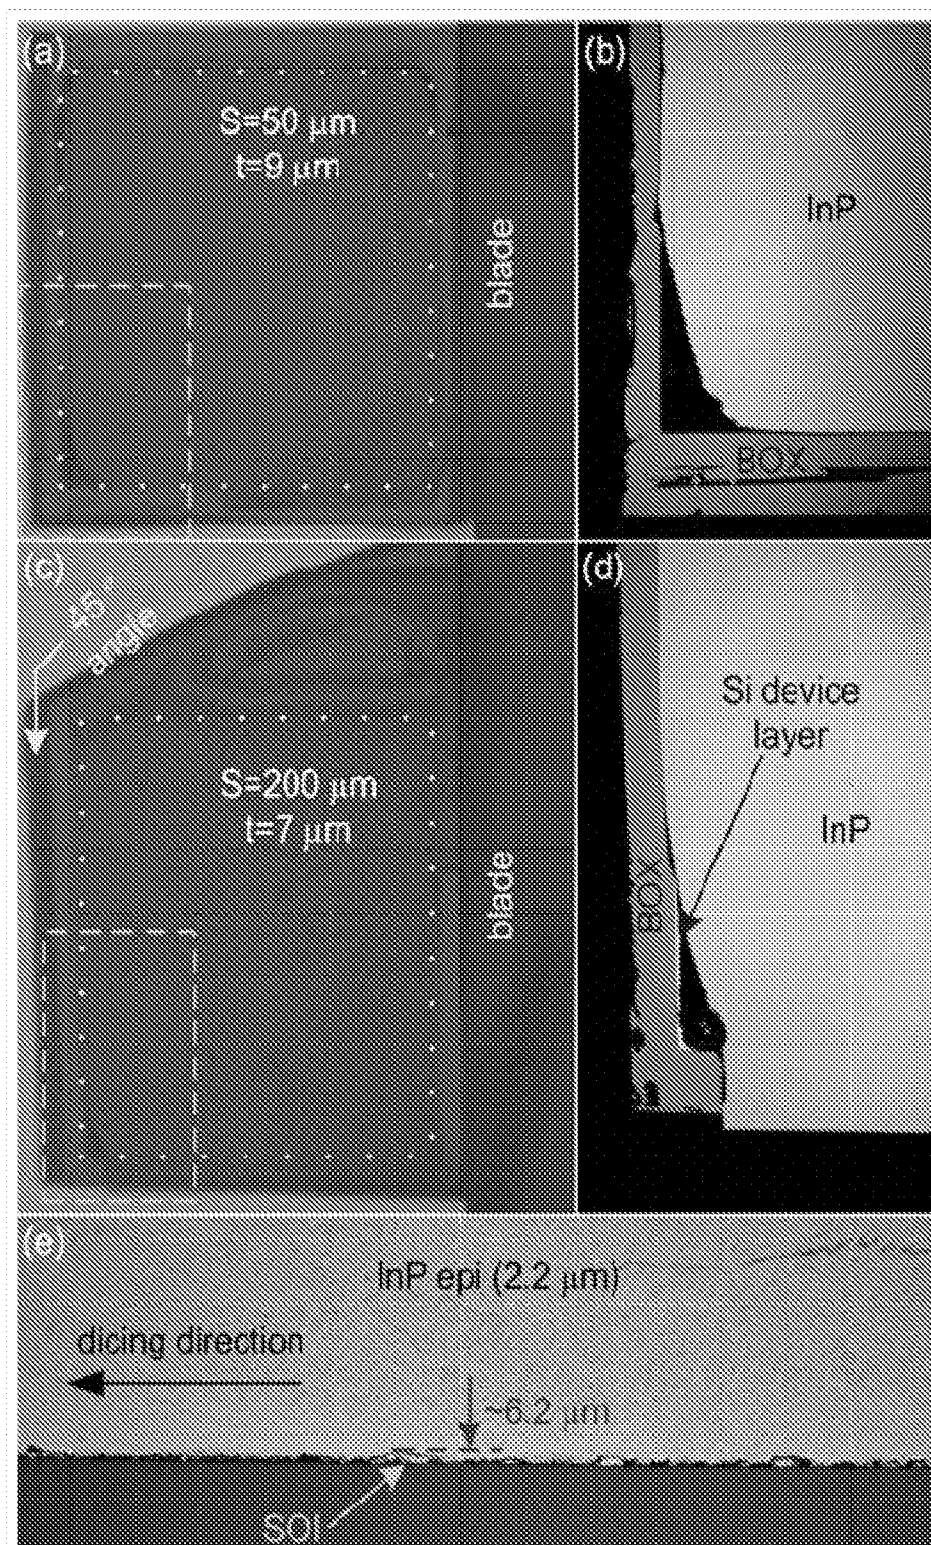 (a)
S=50 μm
t=9 μm
blade
(b)
InP
BOX
(c)
45°
angle
S=200 μm
t=7 μm
blade
(d)
Si device
layer
InP
BOX
(e)
InP epi (2.2 μm)
dicing direction
~6.2 μm
SOI